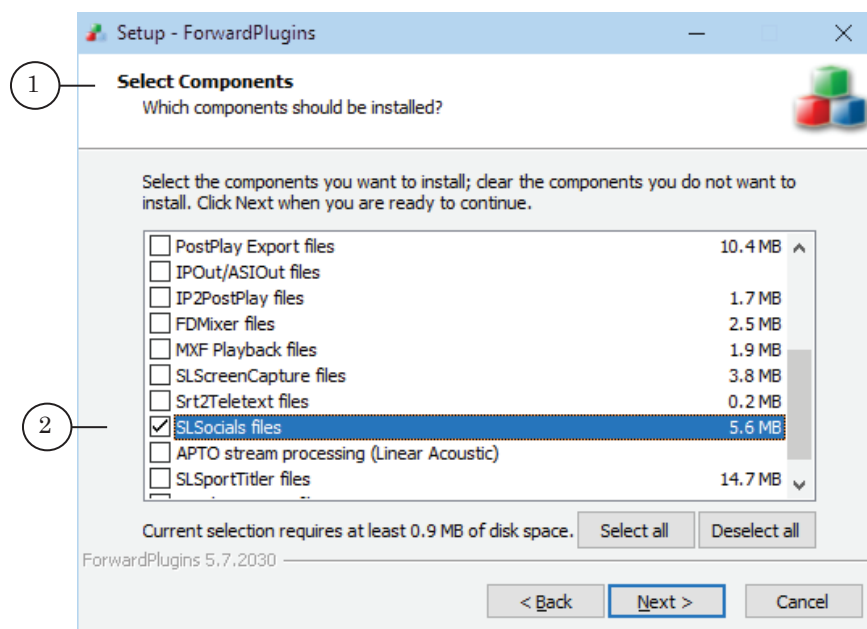 Setup - ForwardPlugins
1
Select Components
Which components should be installed?
Select the components you want to install; clear the components you do not want to
install. Click Next when you are ready to continue.
PostPlay Export files 10.4 MB
IPOut/ASIOut files
IP2PostPlay files 1.7 MB
FDMixer files 2.5 MB
MXF Playback files 1.9 MB
SLScreenCapture files 3.8 MB
Srt2Teletext files 0.2 MB
2 SLSocials files 5.6 MB
APTO stream processing (Linear Acoustic)
SLSportTitler files 14.7 MB
Current selection requires at least 0.9 MB of disk space. Select all Deselect all
ForwardPlugins 5.7.2030
< Back Next > Cancel